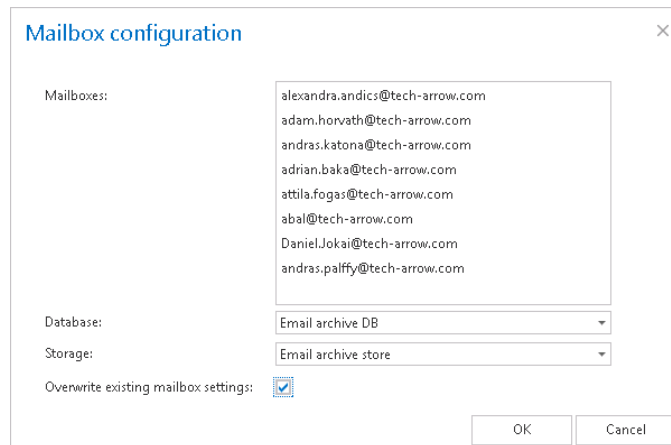 Mailbox configuration
Mailboxes:
alexandra.andics@tech-arrow.com
adam.horvath@tech-arrow.com
andras.katona@tech-arrow.com
adrian.baka@tech-arrow.com
attila.fogas@tech-arrow.com
abal@tech-arrow.com
Daniel.Jokai@tech-arrow.com
andras.palffy@tech-arrow.com
Database: Email archive DB
Storage: Email archive store
Overwrite existing mailbox settings:
OK Cancel